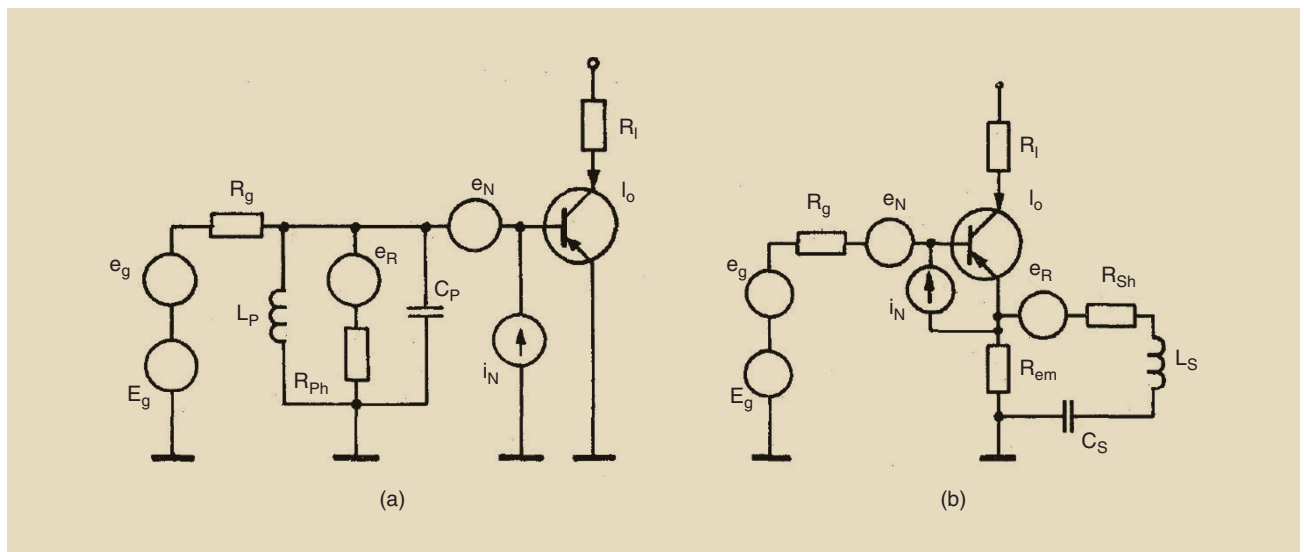 R_l
I_o
e_N
R_g
e_R
e_g
C_P
L_P
R_Ph
i_N
E_g
(a)
R_l
I_o
R_g
e_N
e_R
R_Sh
e_g
i_N
L_S
R_em
E_g
C_S
(b)